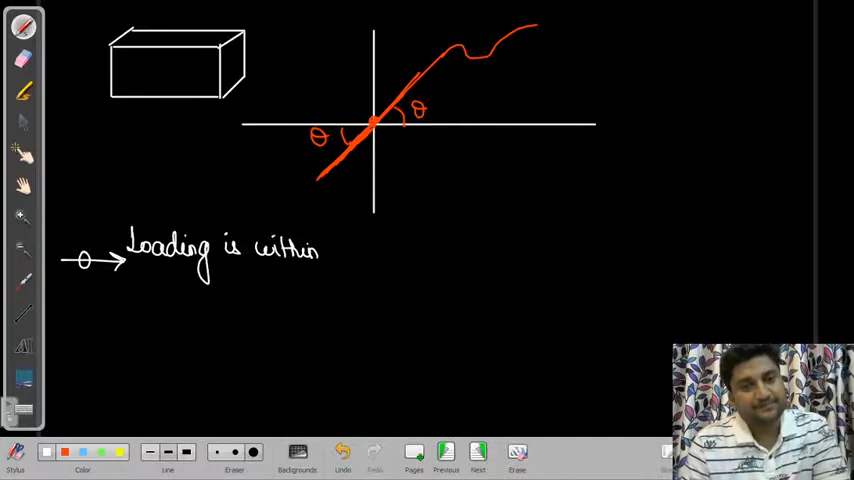 θ
θ
Loading is within
Stylus
Color
Line
Eraser
Backgrounds
Undo
Redo
Pages
Previous
Next
Erase